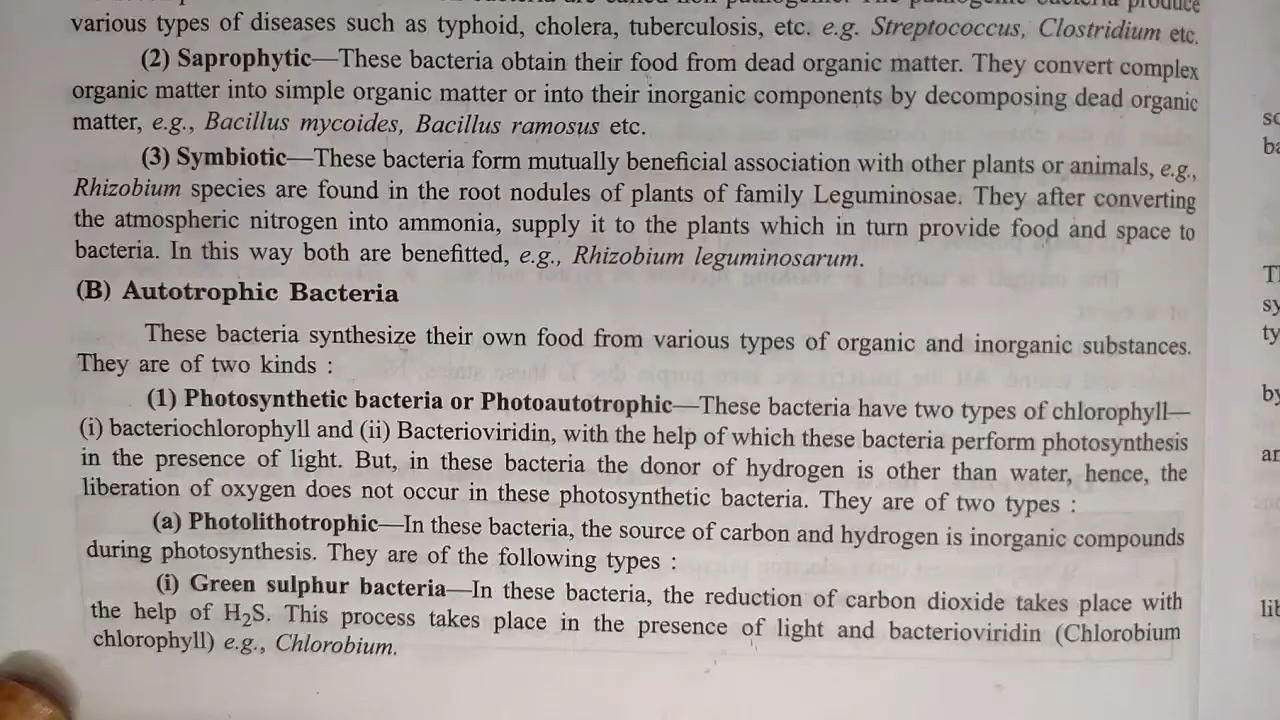 various types of diseases such as typhoid, cholera, tuberculosis, etc. e.g. Streptococcus, Clostridium etc.
(2) Saprophytic—These bacteria obtain their food from dead organic matter. They convert complex
organic matter into simple organic matter or into their inorganic components by decomposing dead organic
matter, e.g., Bacillus mycoides, Bacillus ramosus etc.
(3) Symbiotic—These bacteria form mutually beneficial association with other plants or animals, e.g.,
Rhizobium species are found in the root nodules of plants of family Leguminosae. They after converting
the atmospheric nitrogen into ammonia, supply it to the plants which in turn provide food and space to
bacteria. In this way both are benefitted, e.g., Rhizobium leguminosarum.
(B) Autotrophic Bacteria
These bacteria synthesize their own food from various types of organic and inorganic substances.
They are of two kinds :
(1) Photosynthetic bacteria or Photoautotrophic—These bacteria have two types of chlorophyll—
(i) bacteriochlorophyll and (ii) Bacterioviridin, with the help of which these bacteria perform photosynthesis
in the presence of light. But, in these bacteria the donor of hydrogen is other than water, hence, the
liberation of oxygen does not occur in these photosynthetic bacteria. They are of two types :
(a) Photolithotrophic—In these bacteria, the source of carbon and hydrogen is inorganic compounds
during photosynthesis. They are of the following types :
(i) Green sulphur bacteria—In these bacteria, the reduction of carbon dioxide takes place with
the help of H₂S. This process takes place in the presence of light and bacterioviridin (Chlorobium
chlorophyll) e.g., Chlorobium.